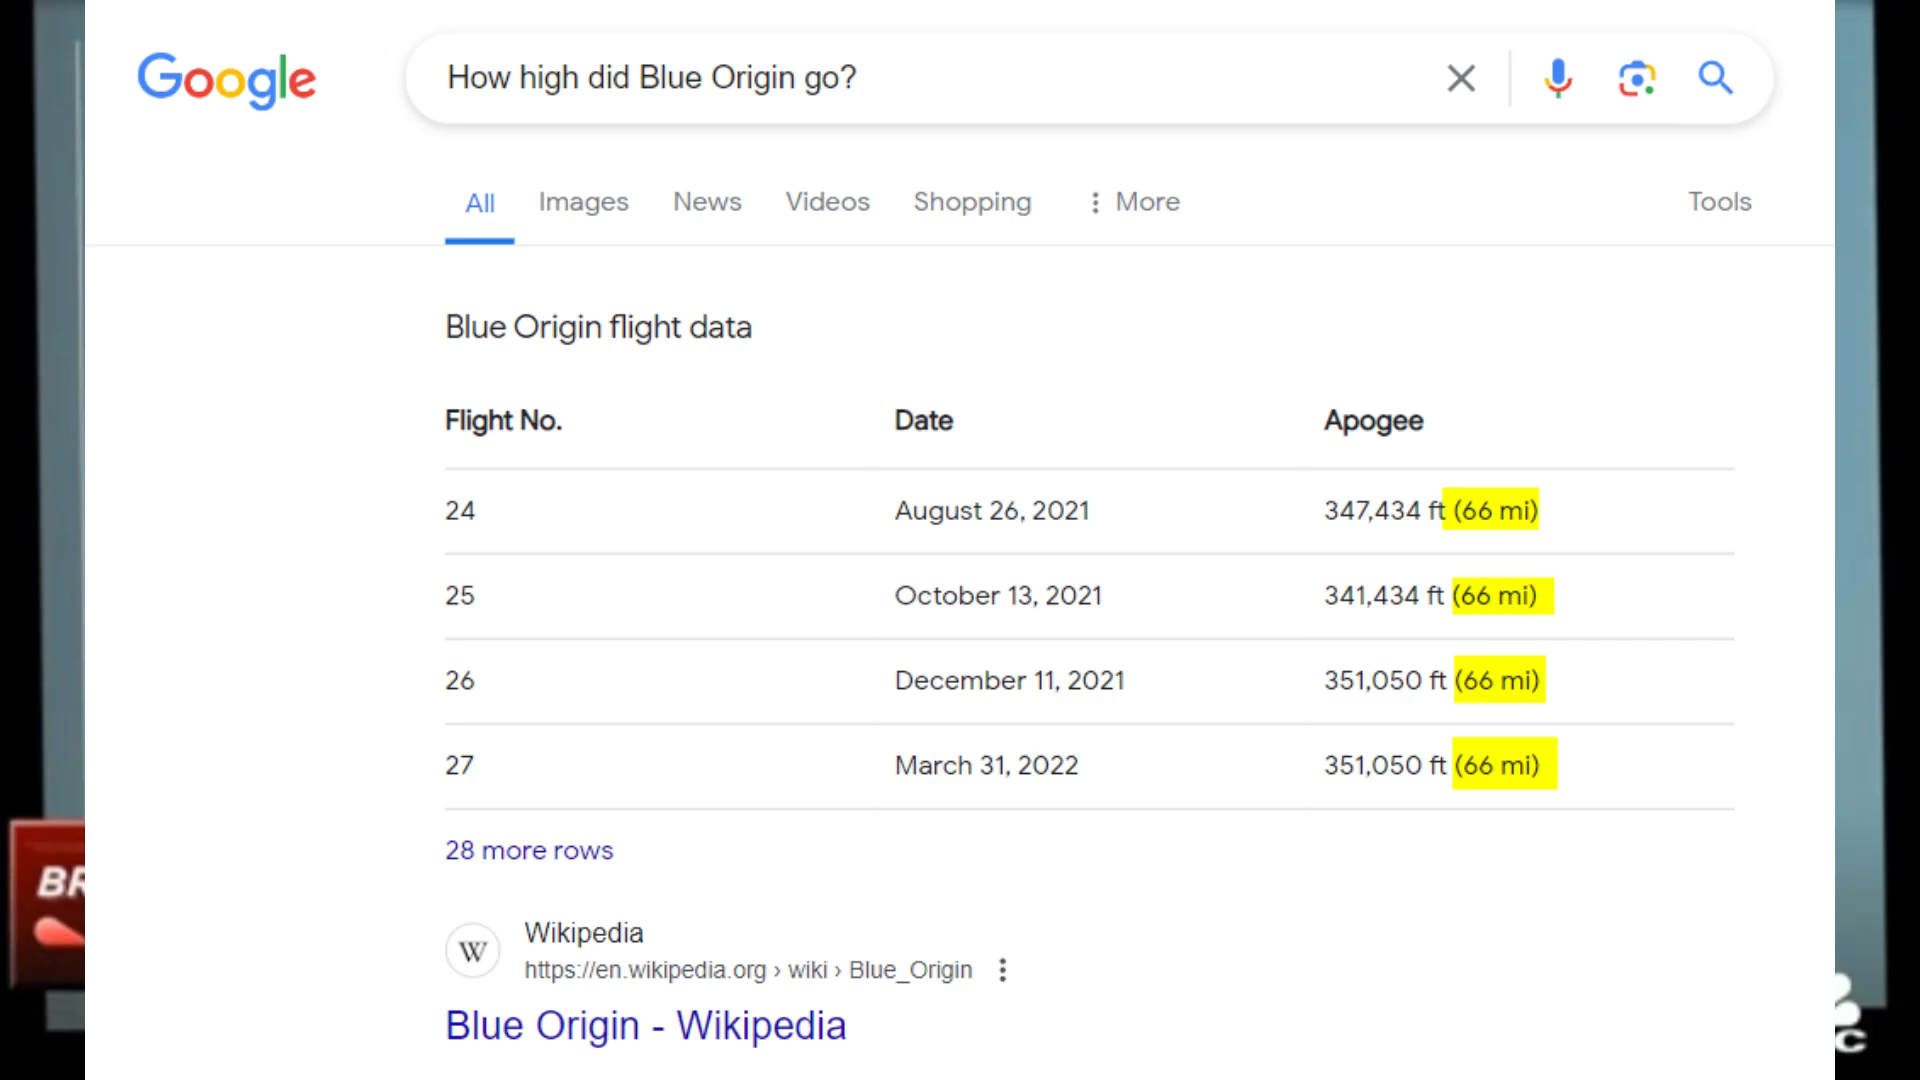 Google
How high did Blue Origin go?
All Images News Videos Shopping More Tools
Blue Origin flight data
Flight No. Date Apogee
24 August 26, 2021 347,434 ft (66 mi)
25 October 13, 2021 341,434 ft (66 mi)
26 December 11, 2021 351,050 ft (66 mi)
27 March 31, 2022 351,050 ft (66 mi)
28 more rows
W
Wikipedia
https://en.wikipedia.org › wiki › Blue_Origin
Blue Origin - Wikipedia
BR
C